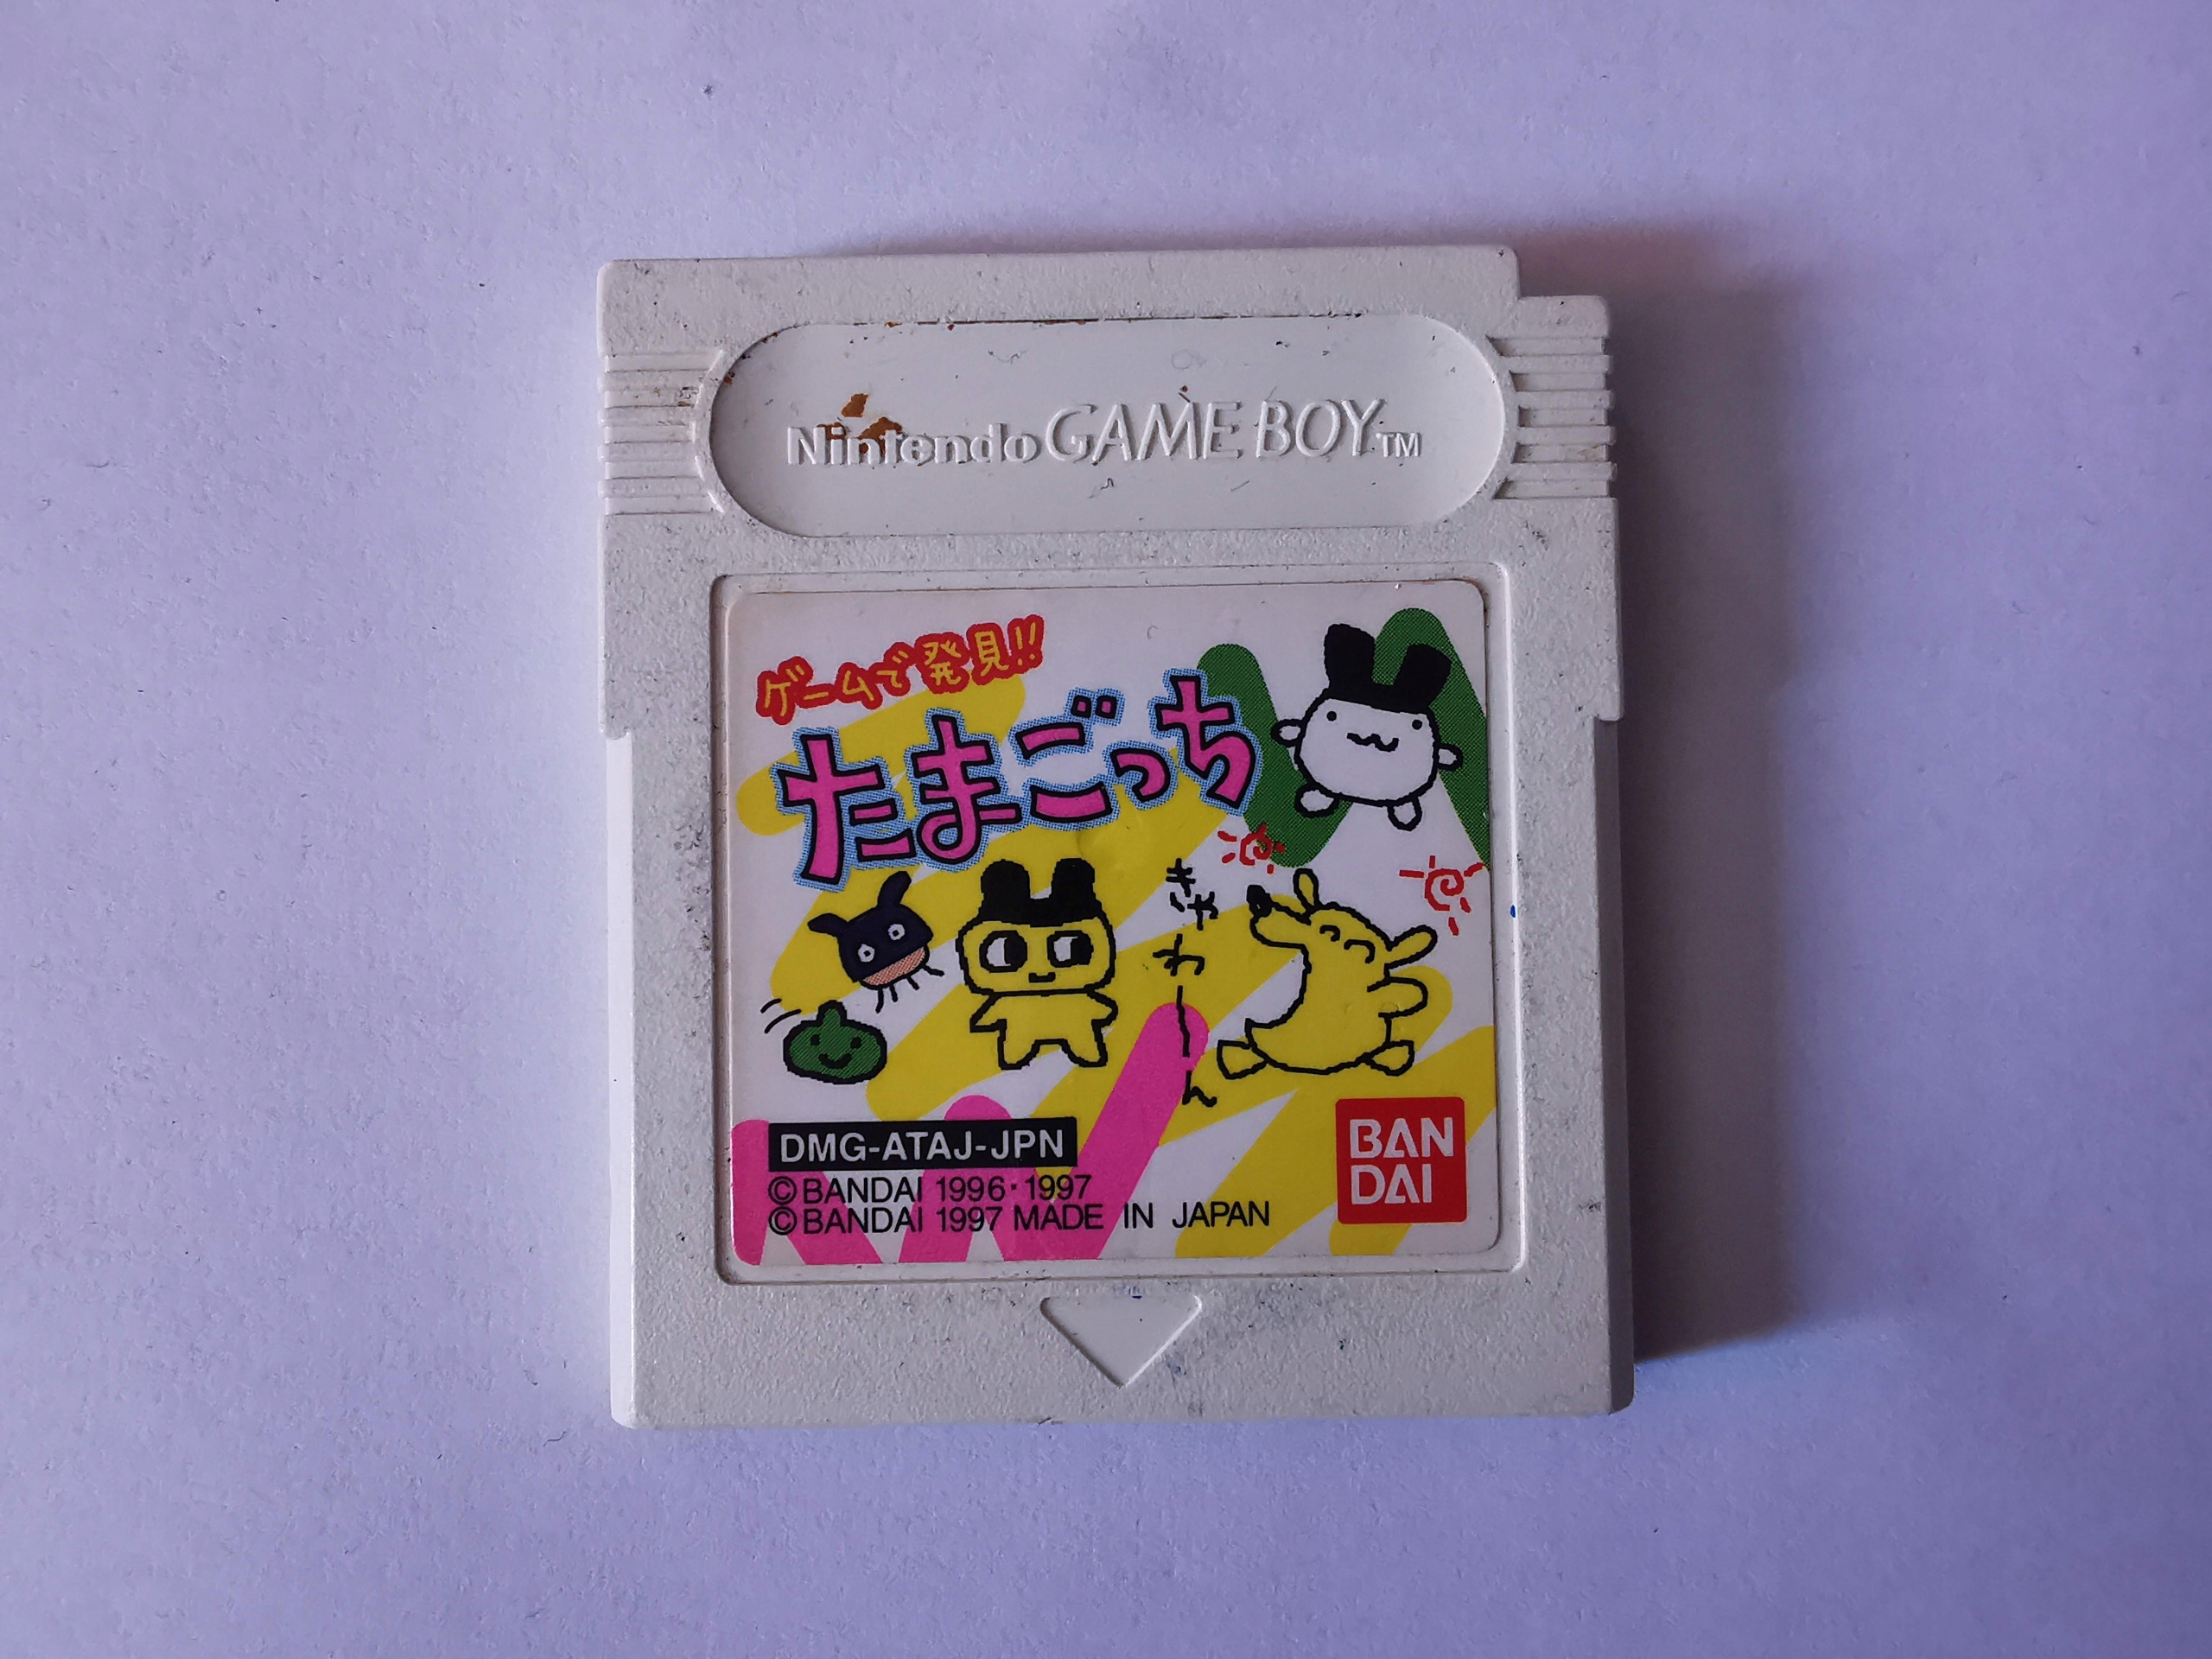 Nintendo GAME BOY TM
ゲームで発見!!
たまごっち
きゃわーーん
DMG-ATAJ-JPN
©BANDAI 1996・1997
©BANDAI 1997 MADE IN JAPAN
BAN
DAI